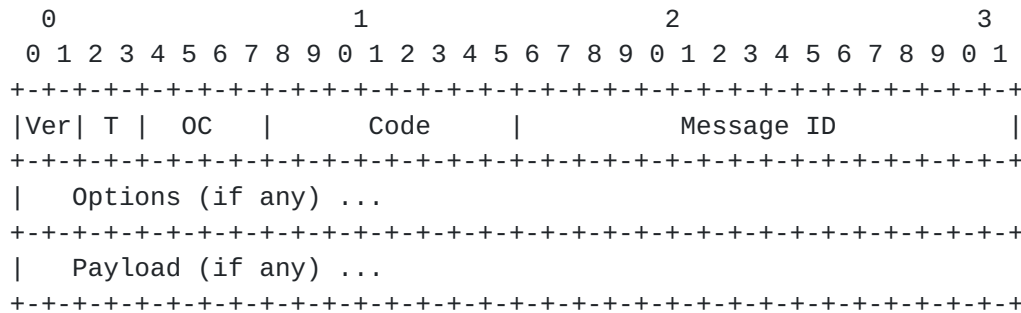 0                   1                   2                   3
 0 1 2 3 4 5 6 7 8 9 0 1 2 3 4 5 6 7 8 9 0 1 2 3 4 5 6 7 8 9 0 1
+-+-+-+-+-+-+-+-+-+-+-+-+-+-+-+-+-+-+-+-+-+-+-+-+-+-+-+-+-+-+-+-+
|Ver| T |  OC   |      Code     |          Message ID           |
+-+-+-+-+-+-+-+-+-+-+-+-+-+-+-+-+-+-+-+-+-+-+-+-+-+-+-+-+-+-+-+-+
|   Options (if any) ...
+-+-+-+-+-+-+-+-+-+-+-+-+-+-+-+-+-+-+-+-+-+-+-+-+-+-+-+-+-+-+-+-+
|   Payload (if any) ...
+-+-+-+-+-+-+-+-+-+-+-+-+-+-+-+-+-+-+-+-+-+-+-+-+-+-+-+-+-+-+-+-+